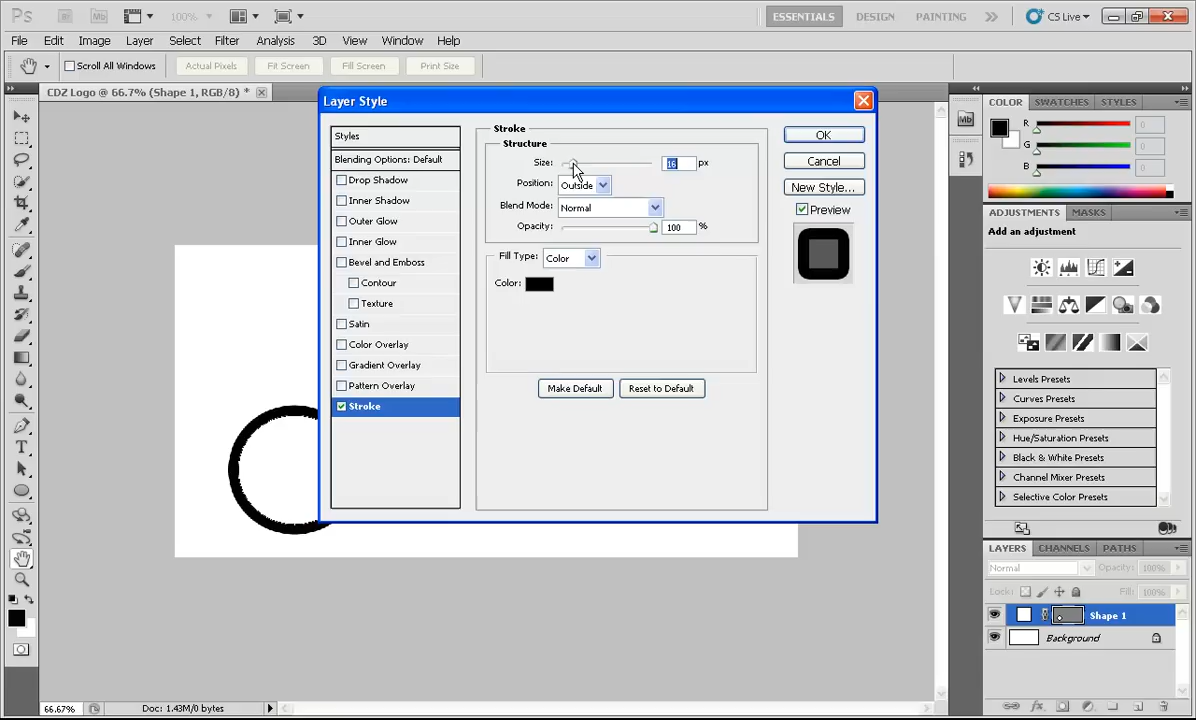 Ps Br Mb 100% ESSENTIALS DESIGN PAINTING CS Live
File Edit Image Layer Select Filter Analysis 3D View Window Help
Scroll All Windows Actual Pixels Fit Screen Fill Screen Print Size
CDZ Logo @ 66.7% (Shape 1, RGB/8) *
Layer Style
Styles
Blending Options: Default
Drop Shadow
Inner Shadow
Outer Glow
Inner Glow
Bevel and Emboss
Contour
Texture
Satin
Color Overlay
Gradient Overlay
Pattern Overlay
Stroke
Stroke
Structure
Size: 16 px
Position: Outside
Blend Mode: Normal
Opacity: 100 %
Fill Type: Color
Color:
Make Default Reset to Default
OK
Cancel
New Style...
Preview
Mb
COLOR SWATCHES STYLES
R 0
G 0
B 0
ADJUSTMENTS MASKS
Add an adjustment
Levels Presets
Curves Presets
Exposure Presets
Hue/Saturation Presets
Black & White Presets
Channel Mixer Presets
Selective Color Presets
LAYERS CHANNELS PATHS
Normal Opacity: 100%
Lock: Fill: 100%
Shape 1
Background
T
66.67% Doc: 1.43M/0 bytes
fx